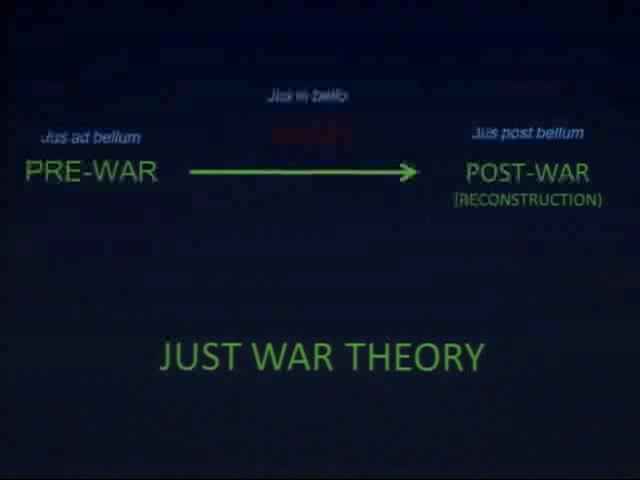 Jus in bello
Jus ad bellum
Jus post bellum
PRE-WAR
POST-WAR
(RECONSTRUCTION)
JUST WAR THEORY